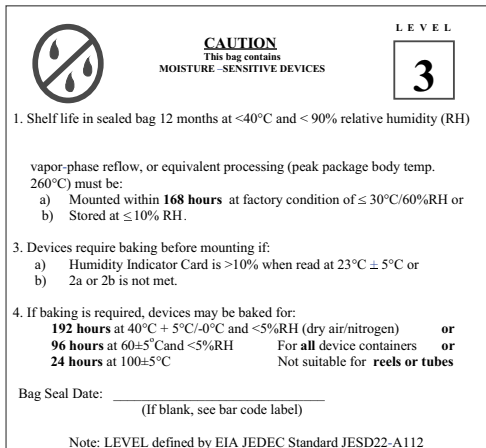 LEVEL
CAUTION
This bag contains
MOISTURE –SENSITIVE DEVICES
3
1. Shelf life in sealed bag 12 months at <40°C and < 90% relative humidity (RH)
vapor-phase reflow, or equivalent processing (peak package body temp.
260°C) must be:
a) Mounted within 168 hours at factory condition of ≤ 30°C/60%RH or
b) Stored at ≤ 10% RH.
3. Devices require baking before mounting if:
a) Humidity Indicator Card is >10% when read at 23°C ± 5°C or
b) 2a or 2b is not met.
4. If baking is required, devices may be baked for:
192 hours at 40°C + 5°C/-0°C and <5%RH (dry air/nitrogen) or
96 hours at 60±5°Cand <5%RH For all device containers or
24 hours at 100±5°C Not suitable for reels or tubes
Bag Seal Date: ______________________________
(If blank, see bar code label)
Note: LEVEL defined by EIA JEDEC Standard JESD22-A112